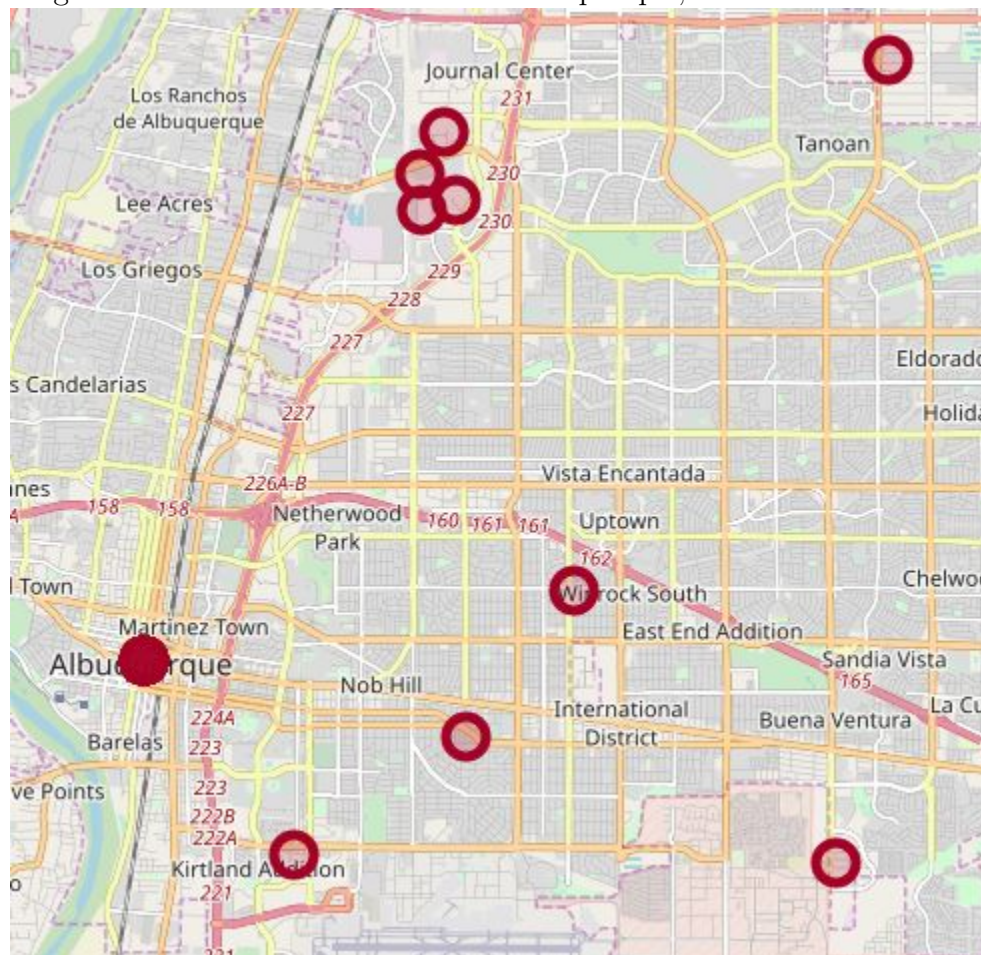 Journal Center
Los Ranchos
de Albuquerque
231
Tanoan
230
Lee Acres
230
Los Griegos
229
228
227
Eldorado
s Candelarias
227
Holida
Vista Encantada
226A-B
nnes
158
158
Netherwood
Park
160
161
161
Uptown
162
l Town
Winrock South
Chelwoo
Martinez Town
East End Addition
Albuquerque
Sandia Vista
165
Nob Hill
La Cu
International
District
Buena Ventura
224A
Barelas
223
ve Points
223
222B
222A
Kirtland Addition
221
o